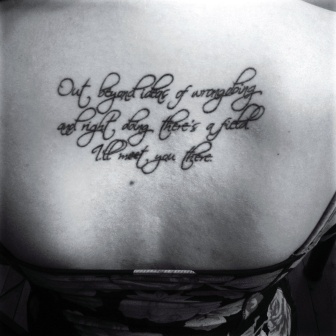 Out beyond ideas of wrongdoing
and right doing there's a field
I'll meet you there